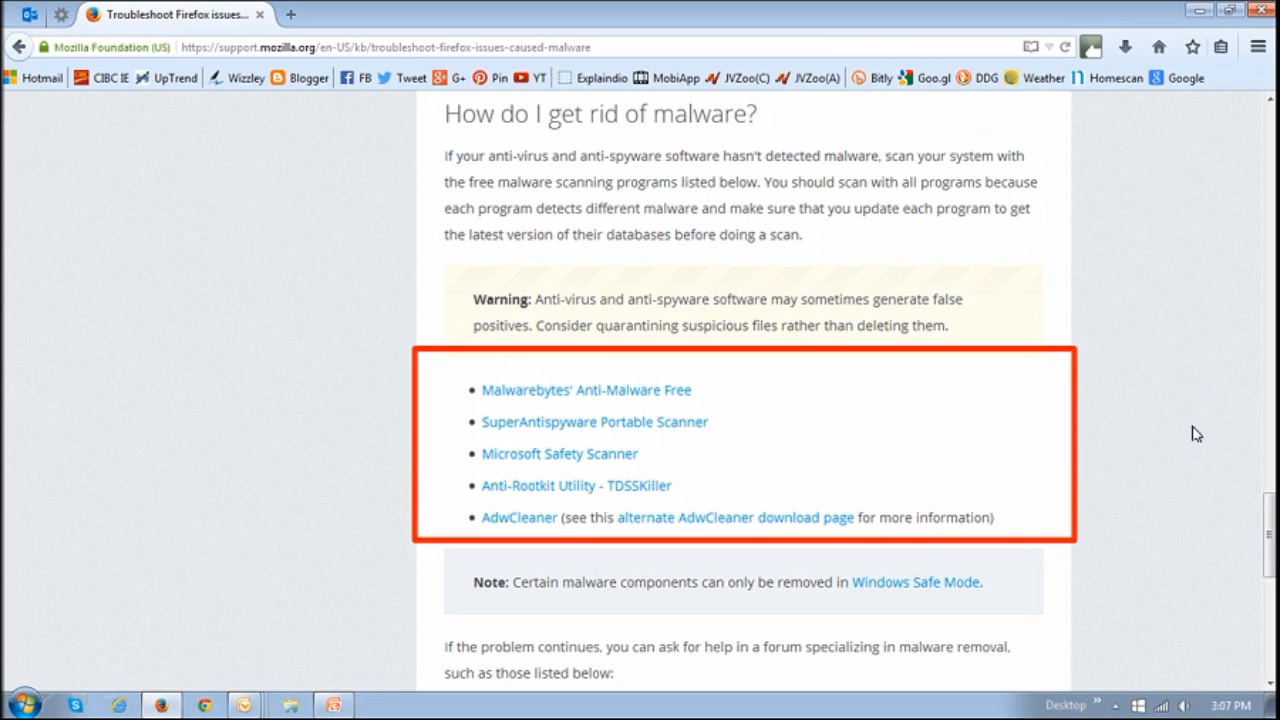 Troubleshoot Firefox issues...
Mozilla Foundation (US)
https://support.mozilla.org/en-US/kb/troubleshoot-firefox-issues-caused-malware
Hotmail CIBC IE UpTrend Wizzley Blogger FB Tweet G+ Pin YT Explaindio MobiApp JVZoo(C) JVZoo(A) Bitly Goo.gl DDG Weather Homescan Google
How do I get rid of malware?
If your anti-virus and anti-spyware software hasn't detected malware, scan your system with
the free malware scanning programs listed below. You should scan with all programs because
each program detects different malware and make sure that you update each program to get
the latest version of their databases before doing a scan.
Warning: Anti-virus and anti-spyware software may sometimes generate false
positives. Consider quarantining suspicious files rather than deleting them.
• Malwarebytes' Anti-Malware Free
• SuperAntispyware Portable Scanner
• Microsoft Safety Scanner
• Anti-Rootkit Utility - TDSSKiller
• AdwCleaner (see this alternate AdwCleaner download page for more information)
Note: Certain malware components can only be removed in Windows Safe Mode.
If the problem continues, you can ask for help in a forum specializing in malware removal,
such as those listed below:
Desktop 3:07 PM